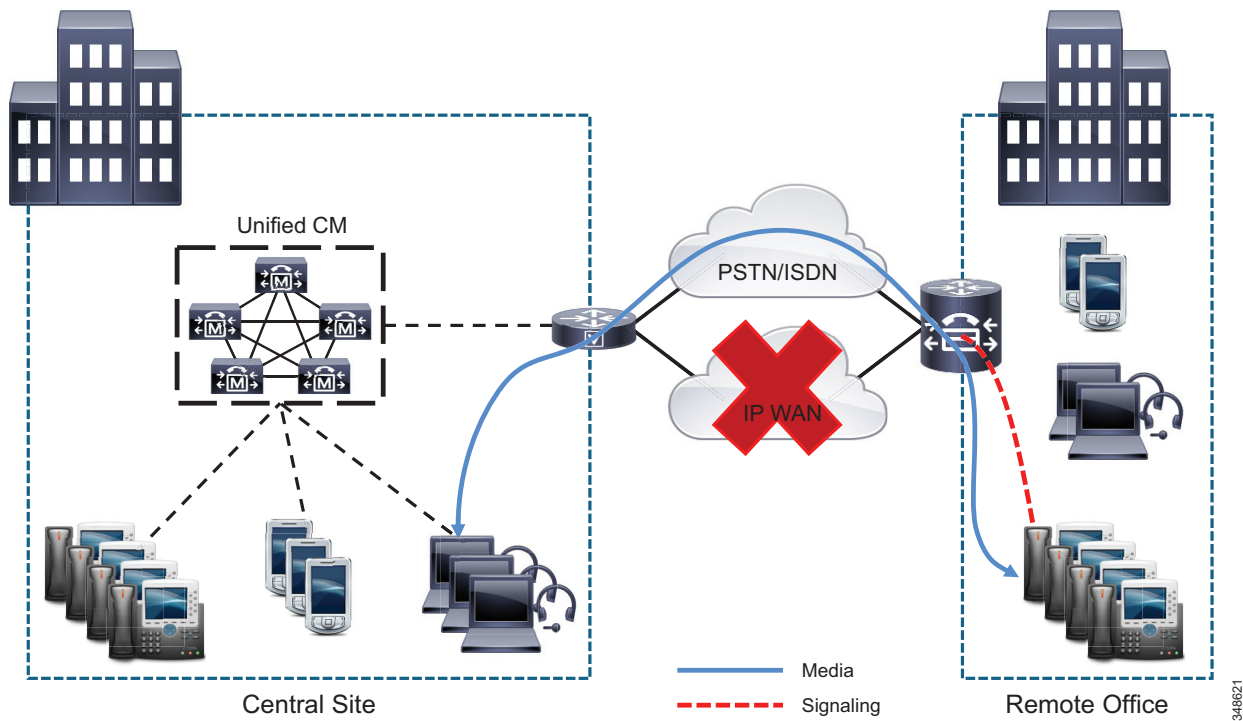 Unified CM
M
M
M
M
M
V
PSTN/ISDN
IP WAN
Media
Signaling
Central Site
Remote Office
348621